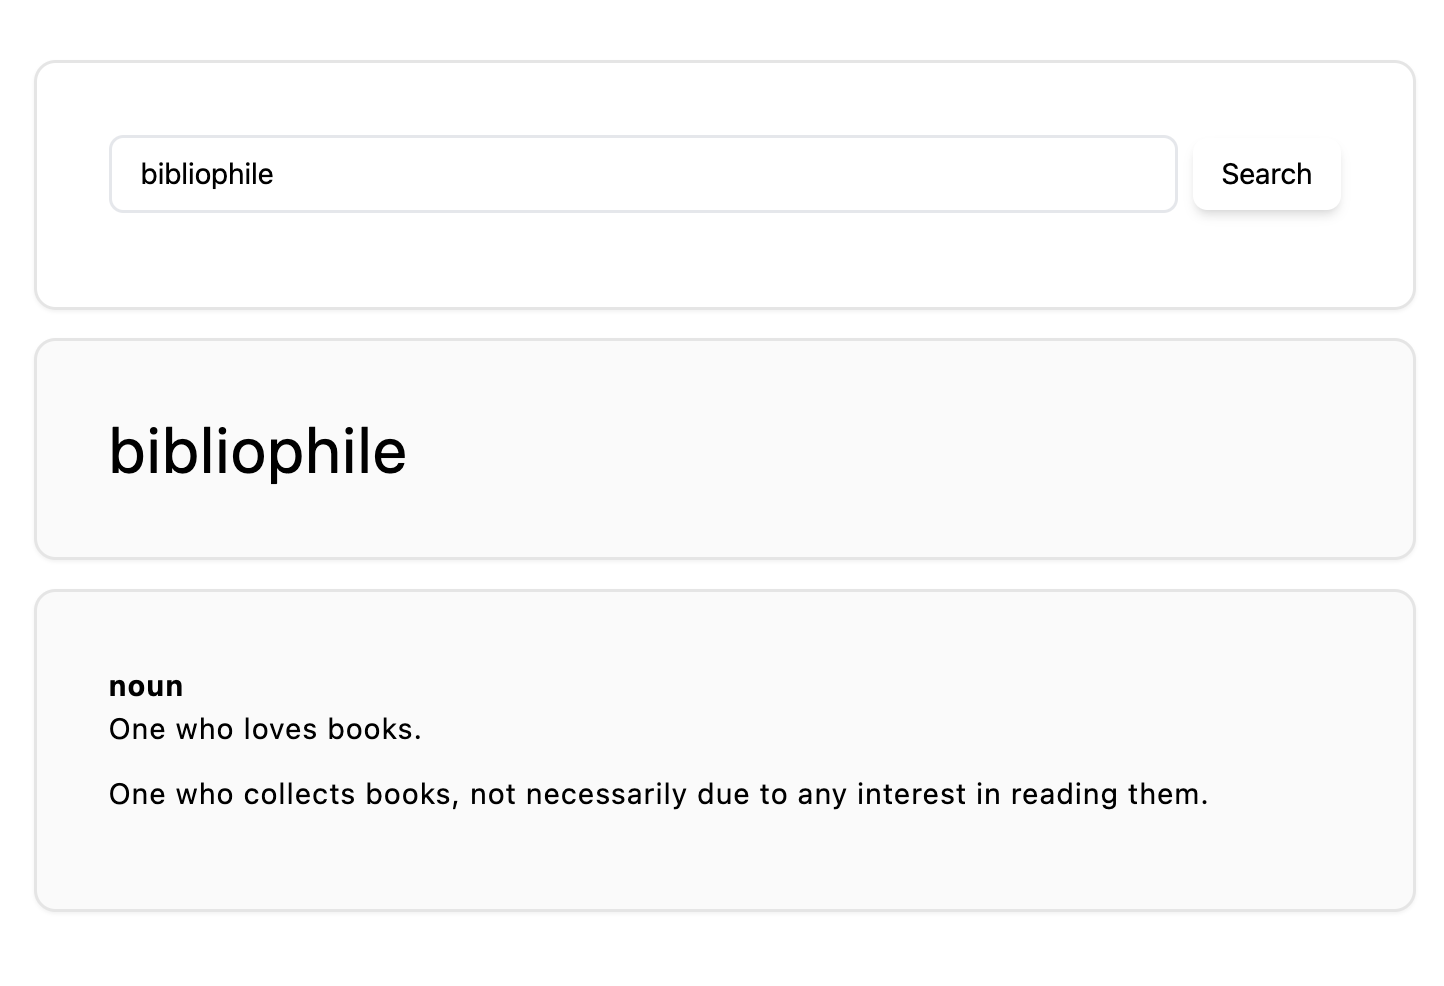 bibliophile
Search
bibliophile
noun
One who loves books.
One who collects books, not necessarily due to any interest in reading them.